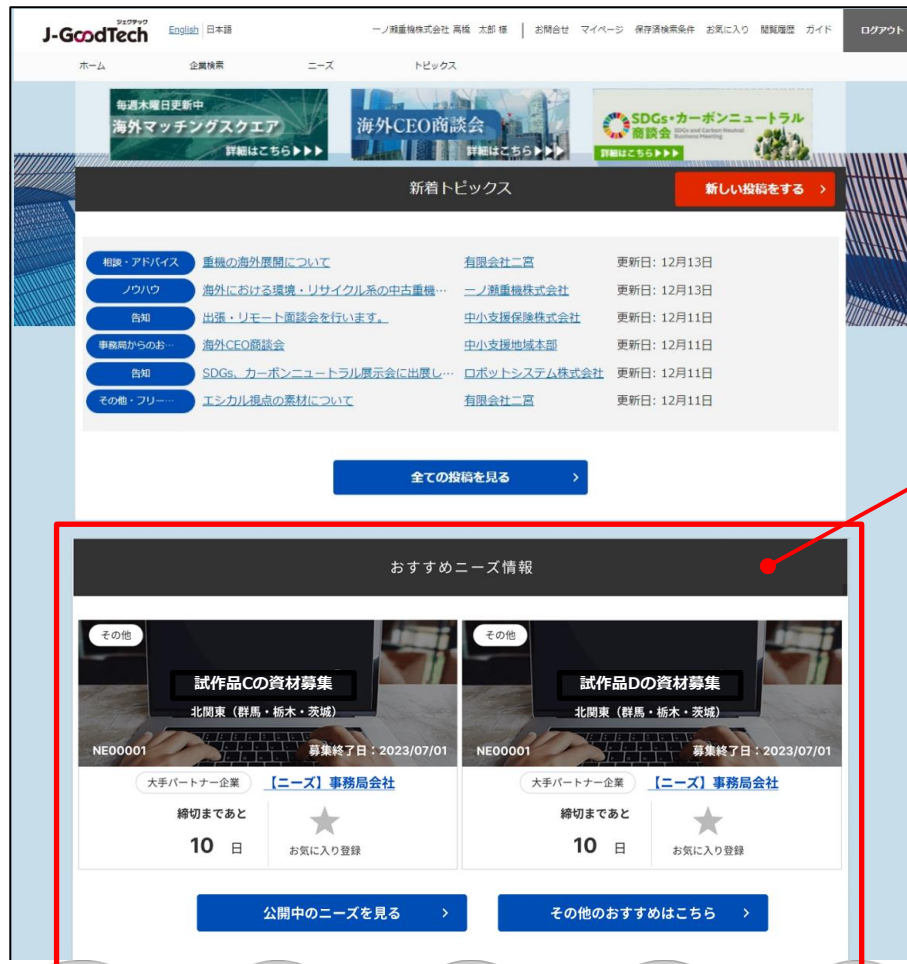 ジェグテック
J-GoodTech
English 日本語
一ノ瀬重機株式会社 高橋 太郎 様
お問合せ マイページ 保存済検索条件 お気に入り 閲覧履歴 ガイド
ログアウト
ホーム 企業検索 ニーズ トピックス
毎週木曜日更新中
海外マッチングスクエア
詳細はこちら▶▶▶
海外CEO商談会
詳細はこちら▶▶▶
SDGs・カーボンニュートラル
商談会 SDGs and Carbon Neutral Business Meeting
詳細はこちら▶▶▶
新着トピックス
新しい投稿をする
相談・アドバイス 重機の海外展開について 有限会社二宮 更新日: 12月13日
ノウハウ 海外における環境・リサイクル系の中古重機… 一ノ瀬重機株式会社 更新日: 12月13日
告知 出張・リモート面談会を行います。 中小支援保険株式会社 更新日: 12月11日
事務局からのお… 海外CEO商談会 中小支援地域本部 更新日: 12月11日
告知 SDGs、カーボンニュートラル展示会に出展し… ロボットシステム株式会社 更新日: 12月11日
その他・フリー… エシカル視点の素材について 有限会社二宮 更新日: 12月11日
全ての投稿を見る
おすすめニーズ情報
その他
試作品Cの資材募集
北関東（群馬・栃木・茨城）
NE00001 募集終了日：2023/07/01
大手パートナー企業 【ニーズ】事務局会社
締切まであと
10 日
お気に入り登録
その他
試作品Dの資材募集
北関東（群馬・栃木・茨城）
NE00001 募集終了日：2023/07/01
大手パートナー企業 【ニーズ】事務局会社
締切まであと
10 日
お気に入り登録
公開中のニーズを見る
その他のおすすめはこちら